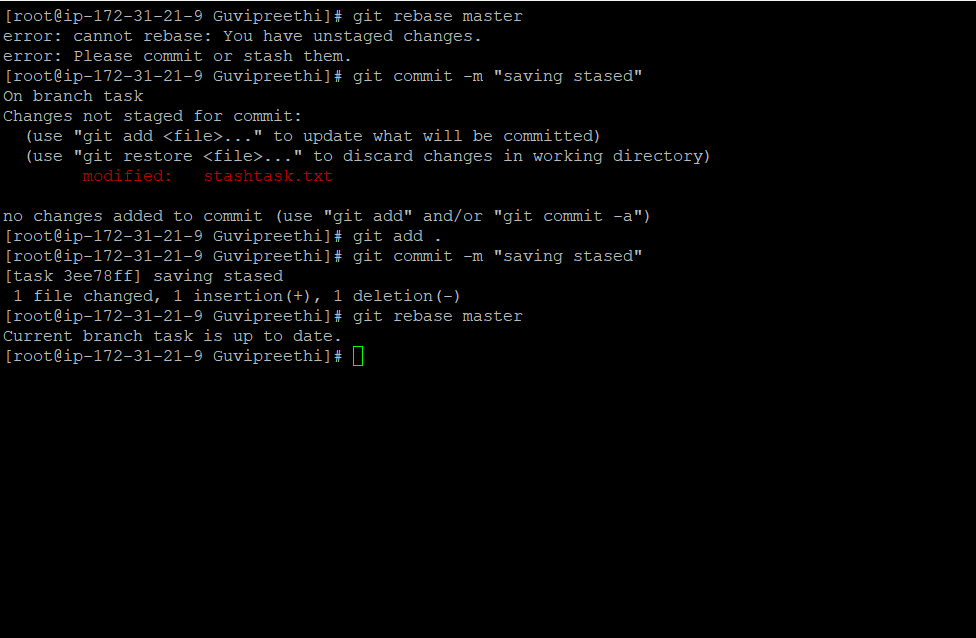 [root@ip-172-31-21-9 Guvipreethi]# git rebase master
error: cannot rebase: You have unstaged changes.
error: Please commit or stash them.
[root@ip-172-31-21-9 Guvipreethi]# git commit -m "saving stased"
On branch task
Changes not staged for commit:
  (use "git add <file>..." to update what will be committed)
  (use "git restore <file>..." to discard changes in working directory)
        modified:   stashtask.txt

no changes added to commit (use "git add" and/or "git commit -a")
[root@ip-172-31-21-9 Guvipreethi]# git add .
[root@ip-172-31-21-9 Guvipreethi]# git commit -m "saving stased"
[task 3ee78ff] saving stased
 1 file changed, 1 insertion(+), 1 deletion(-)
[root@ip-172-31-21-9 Guvipreethi]# git rebase master
Current branch task is up to date.
[root@ip-172-31-21-9 Guvipreethi]#